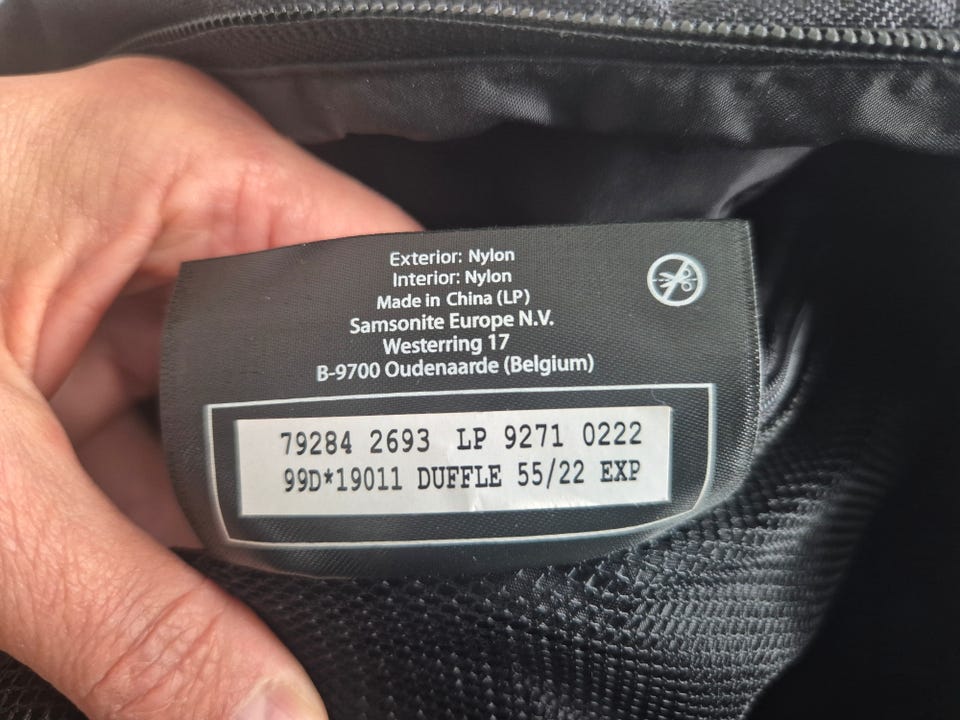 Exterior: Nylon
Interior: Nylon
Made in China (LP)
Samsonite Europe N.V.
Westerring 17
B-9700 Oudenaarde (Belgium)
79284 2693 LP 9271 0222
99D*19011 DUFFLE 55/22 EXP